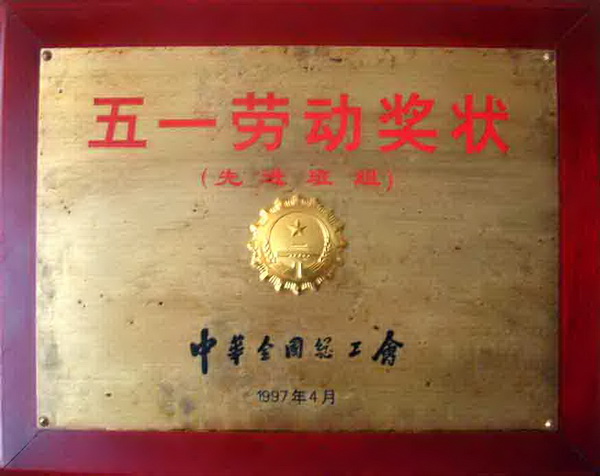 五一劳动奖状
(先进班组)
中华全国总工會
1997年4月